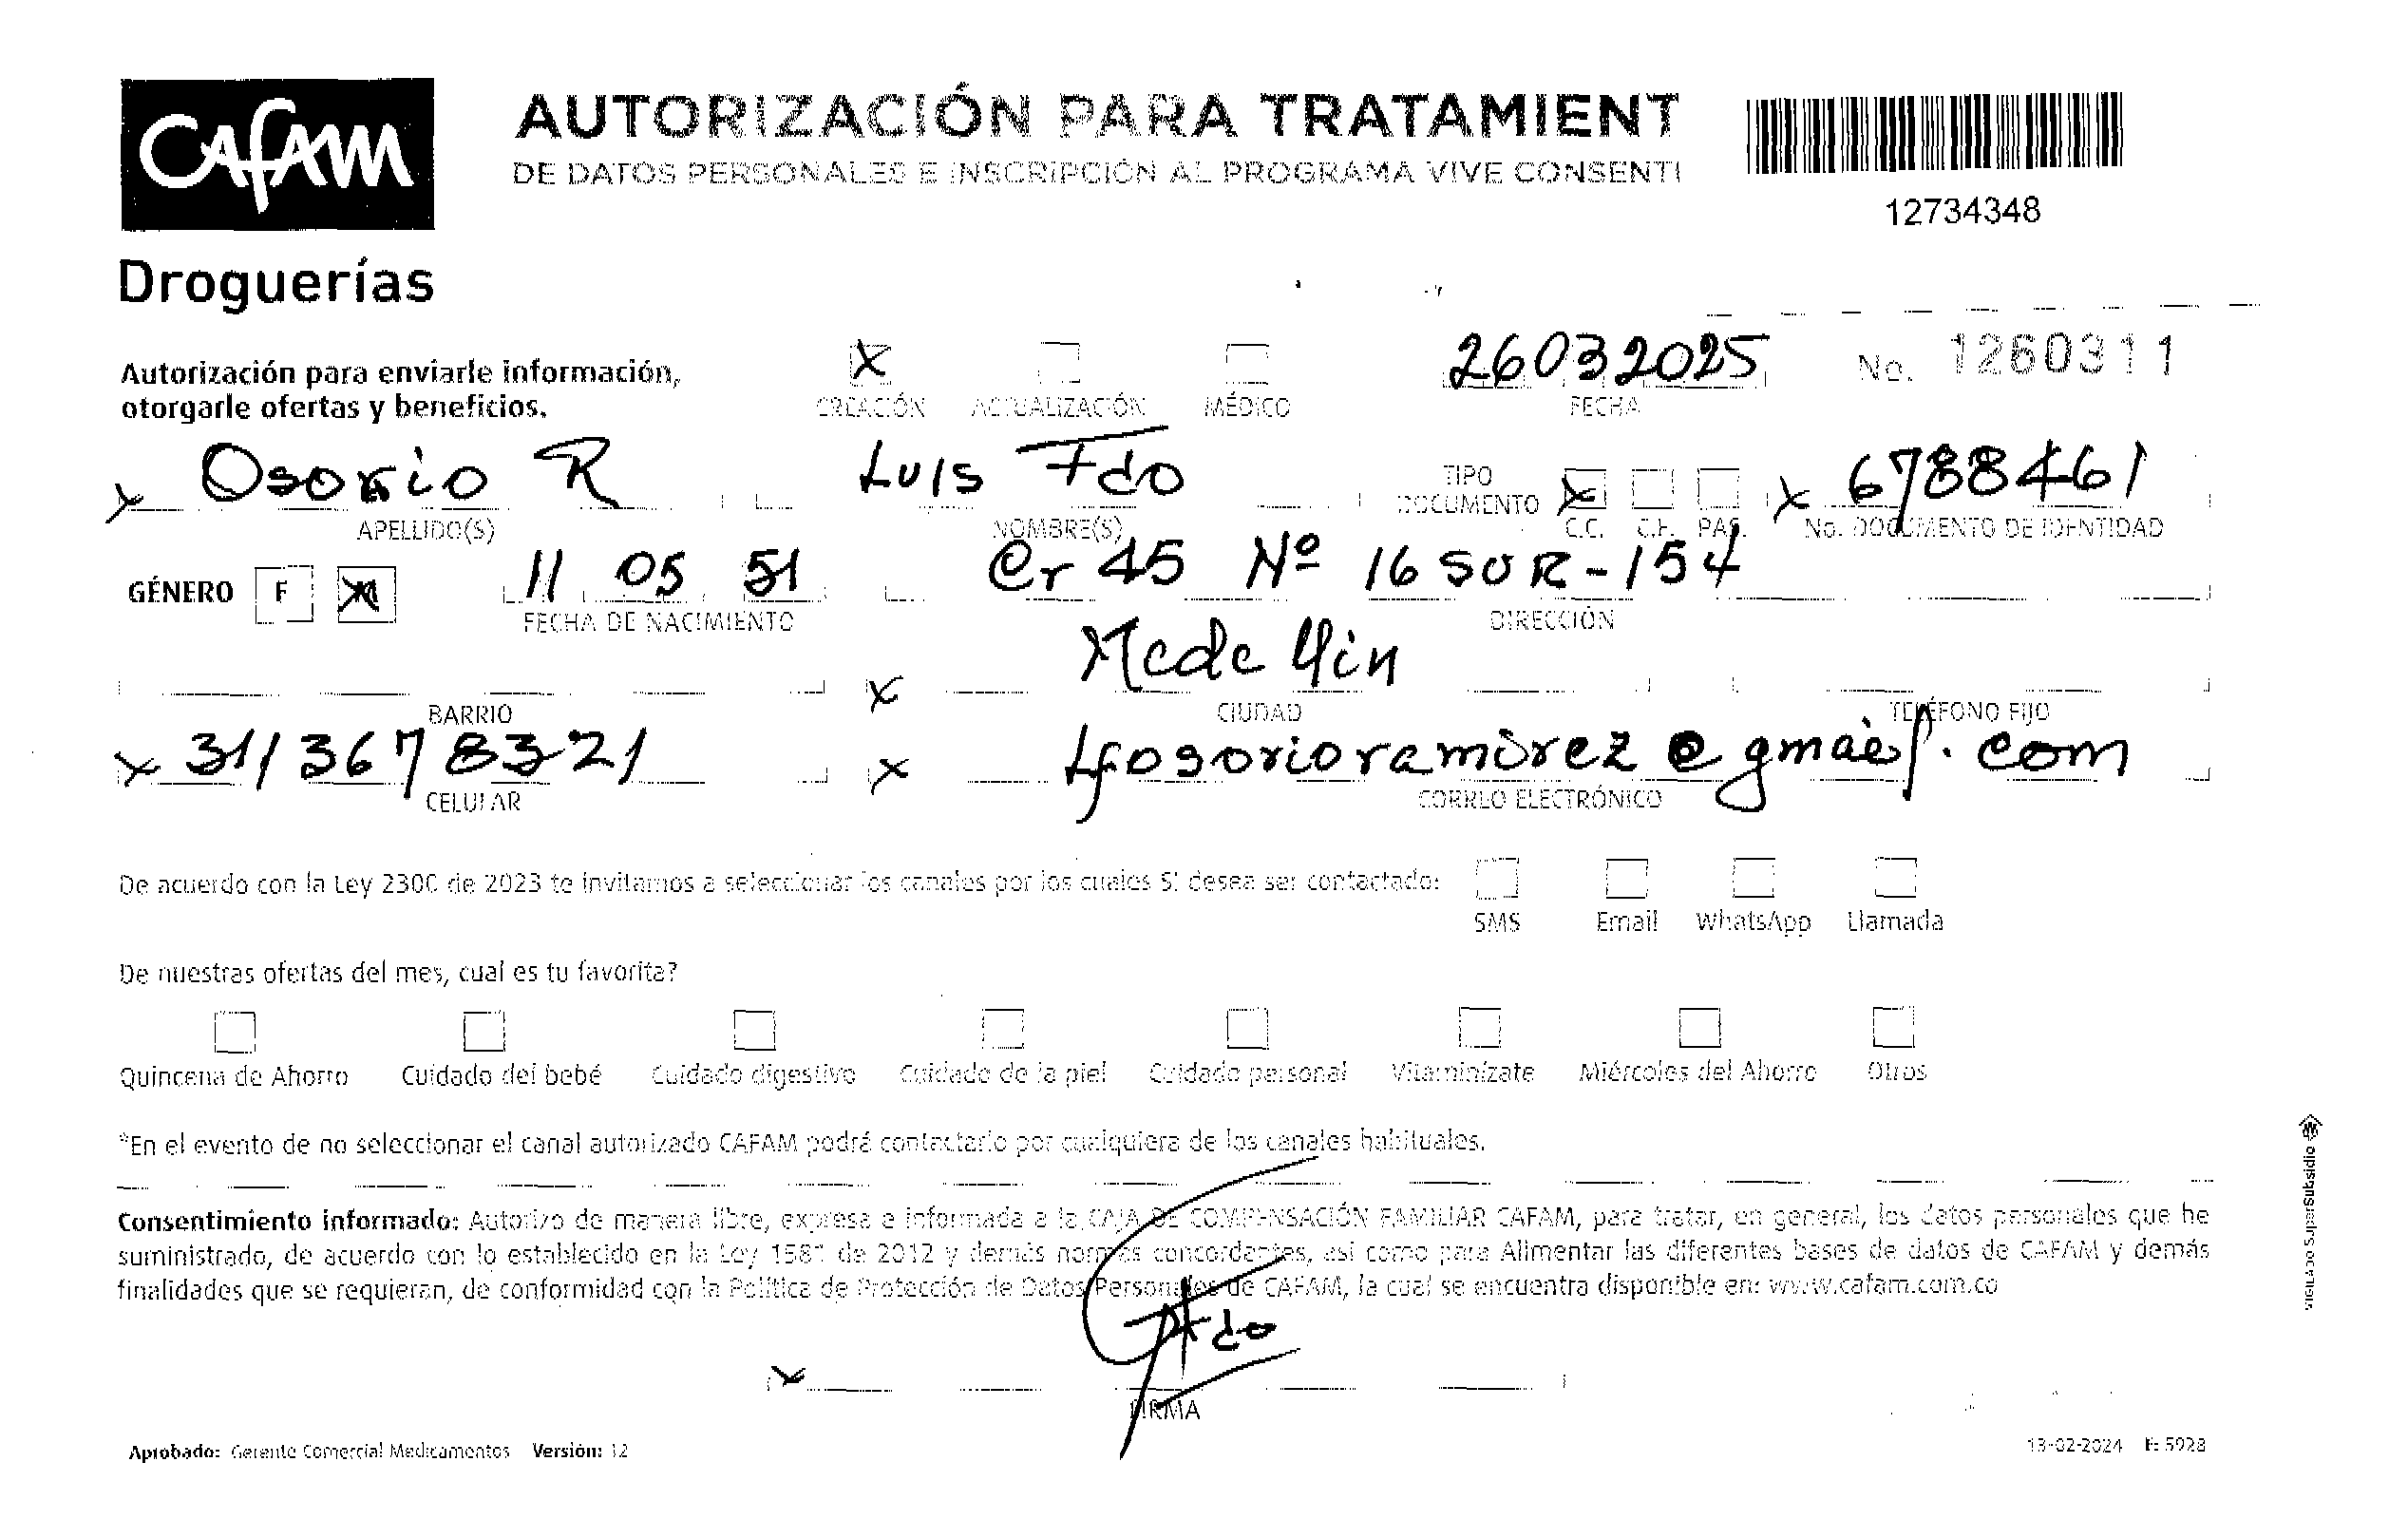 Cafam
AUTORIZACIÓN PARA TRATAMIENT
DE DATOS PERSONALES E INSCRIPCIÓN AL PROGRAMA VIVE CONSENTI
12734348
Droguerías
Autorización para enviarle información,
otorgarle ofertas y beneficios.
X
CREACIÓN ACTUALIZACIÓN MÉDICO
26032025
FECHA
No. 1260311
x Osorio R Luis Fdo TIPO DOCUMENTO x x 6788461
APELLIDO(S) NOMBRE(S) C.C. C.E. PAS. No. DOCUMENTO DE IDENTIDAD
GÉNERO F M 11 05 51 Cr 45 Nº 16 SUR-154
FECHA DE NACIMIENTO DIRECCIÓN
x Medellin
BARRIO CIUDAD TELÉFONO FIJO
x 3113678321 x Lfosorioramirez@gmail.com
CELULAR CORREO ELECTRÓNICO
De acuerdo con la Ley 2300 de 2023 te invitamos a seleccionar los canales por los cuales SI desea ser contactado:
SMS Email WhatsApp Llamada
De nuestras ofertas del mes, cual es tu favorita?
Quincena de Ahorro Cuidado del bebé Cuidado digestivo Cuidado de la piel Cuidado personal Vitaminízate Miércoles del Ahorro Otros
*En el evento de no seleccionar el canal autorizado CAFAM podrá contactarlo por cualquiera de los canales habituales.
Consentimiento informado: Autorizo de manera libre, expresa e informada a la CAJA DE COMPENSACIÓN FAMILIAR CAFAM, para tratar, en general, los datos personales que he
suministrado, de acuerdo con lo establecido en la Ley 1581 de 2012 y demás normas concordantes, así como para Alimentar las diferentes bases de datos de CAFAM y demás
finalidades que se requieran, de conformidad con la Política de Protección de Datos Personales de CAFAM, la cual se encuentra disponible en: www.cafam.com.co
x
FIRMA
Aprobado: Gerente Comercial Medicamentos Versión: 12
13-02-2024 F: 5928
VIGILADO SuperSubsidio